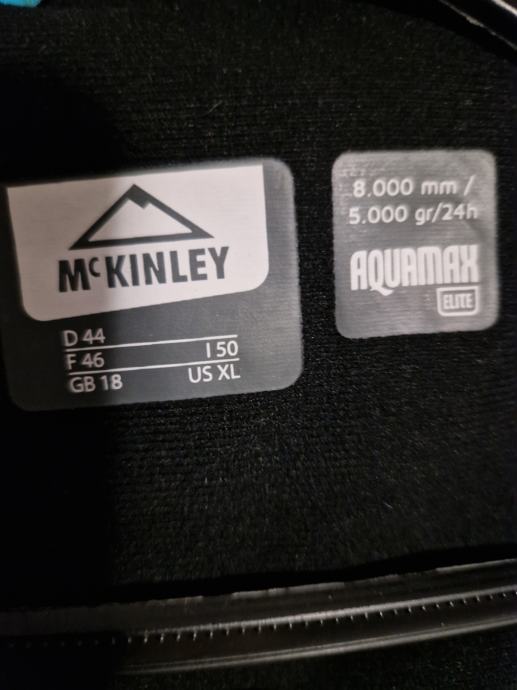 McKINLEY
D 44
F 46 I 50
GB 18 US XL
8.000 mm /
5.000 gr/24h
AQUAMAX
ELITE